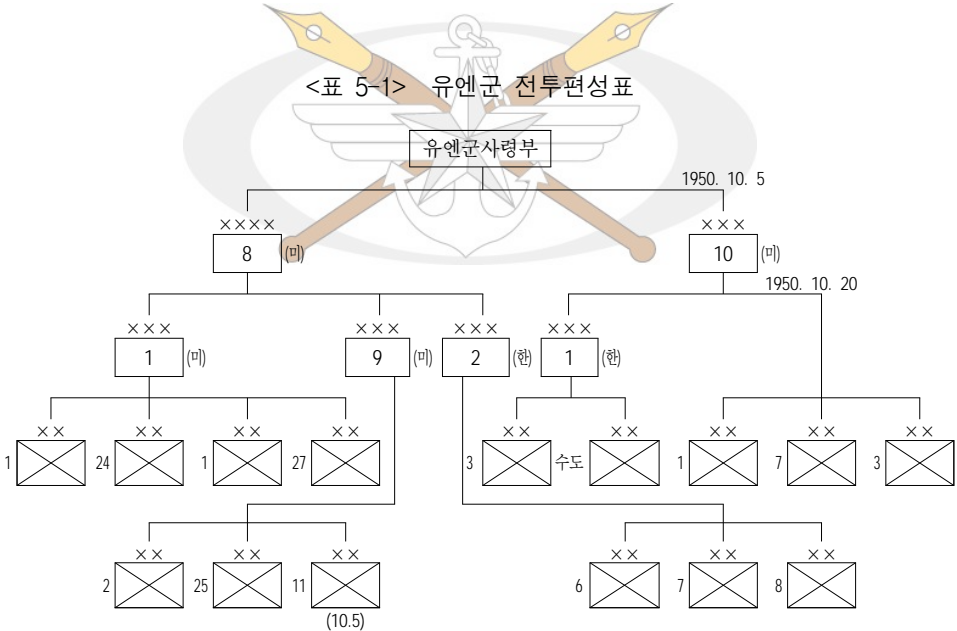 <표 5-1> 유엔군 전투편성표
유엔군사령부
1950. 10. 5
×××× ×××
8 (미) 10 (미)
1950. 10. 20
××× ××× ××× ×××
1 (미) 9 (미) 2 (한) 1 (한)
×× ×× ×× ×× ×× ×× ×× ×× ××
1 24 1 27 3 수도 1 7 3
×× ×× ×× ×× ×× ××
2 25 11 6 7 8
(10.5)